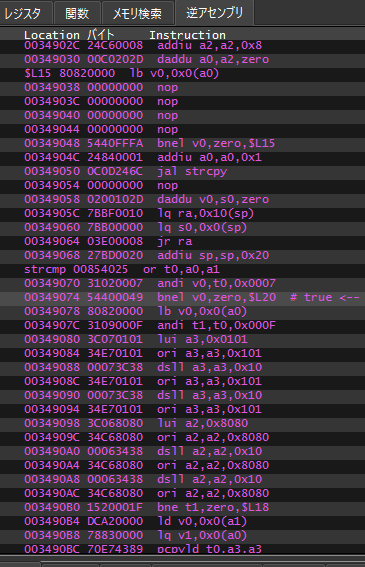 レジスタ 関数 メモリ検索 逆アセンブリ
Location バイト Instruction
0034902C 24C60008 addiu a2,a2,0x8
00349030 00C0202D daddu a0,a2,zero
$L15 80820000 lb v0,0x0(a0)
00349038 00000000 nop
0034903C 00000000 nop
00349040 00000000 nop
00349044 00000000 nop
00349048 5440FFFA bnel v0,zero,$L15
0034904C 24840001 addiu a0,a0,0x1
00349050 0C0D246C jal strcpy
00349054 00000000 nop
00349058 0200102D daddu v0,s0,zero
0034905C 7BBF0010 lq ra,0x10(sp)
00349060 7BB00000 lq s0,0x0(sp)
00349064 03E00008 jr ra
00349068 27BD0020 addiu sp,sp,0x20
strcmp 00854025 or t0,a0,a1
00349070 31020007 andi v0,t0,0x0007
00349074 54400049 bnel v0,zero,$L20 # true <--
00349078 80820000 lb v0,0x0(a0)
0034907C 3109000F andi t1,t0,0x000F
00349080 3C070101 lui a3,0x0101
00349084 34E70101 ori a3,a3,0x101
00349088 00073C38 dsll a3,a3,0x10
0034908C 34E70101 ori a3,a3,0x101
00349090 00073C38 dsll a3,a3,0x10
00349094 34E70101 ori a3,a3,0x101
00349098 3C068080 lui a2,0x8080
0034909C 34C68080 ori a2,a2,0x8080
003490A0 00063438 dsll a2,a2,0x10
003490A4 34C68080 ori a2,a2,0x8080
003490A8 00063438 dsll a2,a2,0x10
003490AC 34C68080 ori a2,a2,0x8080
003490B0 1520001F bne t1,zero,$L18
003490B4 DCA20000 ld v0,0x0(a1)
003490B8 78830000 lq v1,0x0(a0)
003490BC 70E74389 pcpyld t0,a3,a3